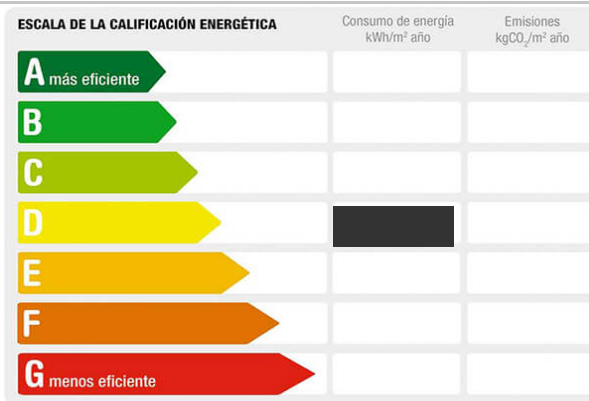 ESCALA DE LA CALIFICACIÓN ENERGÉTICA
Consumo de energía
kWh/m² año
Emisiones
kgCO₂/m² año
A más eficiente
B
C
D
E
F
G menos eficiente